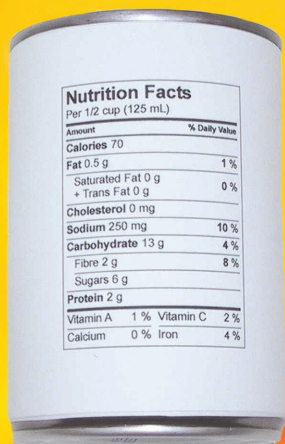 Nutrition Facts
Per 1/2 cup (125 mL)
Amount % Daily Value
Calories 70
Fat 0.5 g 1 %
Saturated Fat 0 g
+ Trans Fat 0 g 0 %
Cholesterol 0 mg
Sodium 250 mg 10 %
Carbohydrate 13 g 4 %
Fibre 2 g 8 %
Sugars 6 g
Protein 2 g
Vitamin A 1 % Vitamin C 2 %
Calcium 0 % Iron 4 %